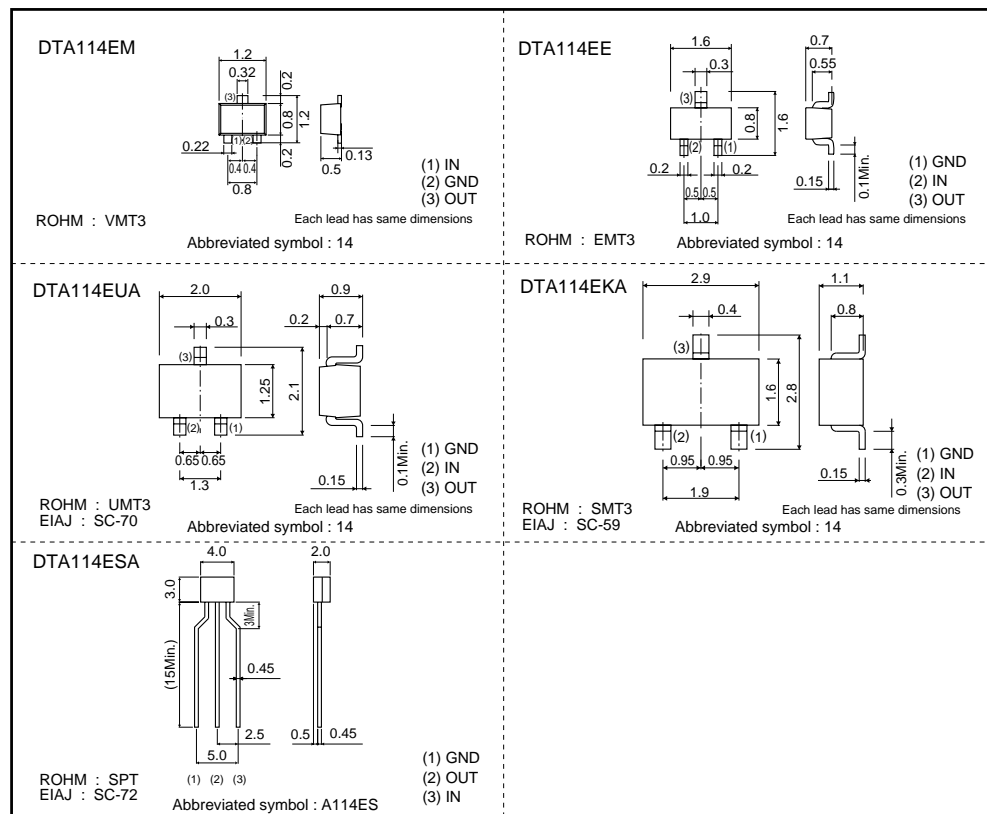 DTA114EM
1.2
0.32
0.2
(3)
0.8
1.2
(1) (2)
0.22
0.2
0.4 0.4
0.8
0.5
0.13
(1) IN
(2) GND
(3) OUT
Each lead has same dimensions
ROHM : VMT3
Abbreviated symbol : 14
DTA114EE
1.6
0.3
0.7
0.55
(3)
0.8
1.6
(2) (1)
0.2
0.2
0.5 0.5
1.0
0.15
0.1Min.
(1) GND
(2) IN
(3) OUT
Each lead has same dimensions
ROHM : EMT3
Abbreviated symbol : 14
DTA114EUA
2.0
0.3
0.9
0.2
0.7
(3)
1.25
2.1
(2) (1)
0.65 0.65
1.3
0.15
0.1Min.
(1) GND
(2) IN
(3) OUT
Each lead has same dimensions
ROHM : UMT3
EIAJ : SC-70
Abbreviated symbol : 14
DTA114EKA
2.9
0.4
1.1
0.8
(3)
1.6
2.8
(2) (1)
0.95 0.95
1.9
0.15
0.3Min.
(1) GND
(2) IN
(3) OUT
Each lead has same dimensions
ROHM : SMT3
EIAJ : SC-59
Abbreviated symbol : 14
DTA114ESA
4.0
2.0
3.0
3Min.
(15Min.)
0.45
2.5
5.0
0.5
0.45
(1) (2) (3)
(1) GND
(2) OUT
(3) IN
ROHM : SPT
EIAJ : SC-72
Abbreviated symbol : A114ES